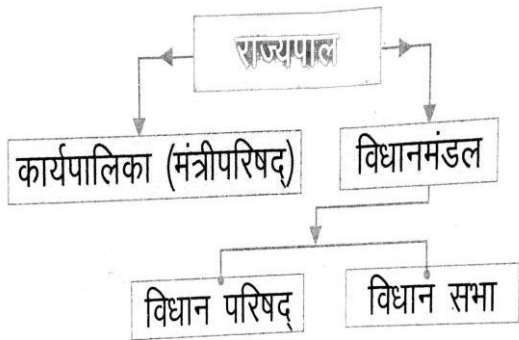 राज्यपाल
कार्यपालिका (मंत्रीपरिषद्)
विधानमंडल
विधान परिषद्
विधान सभा